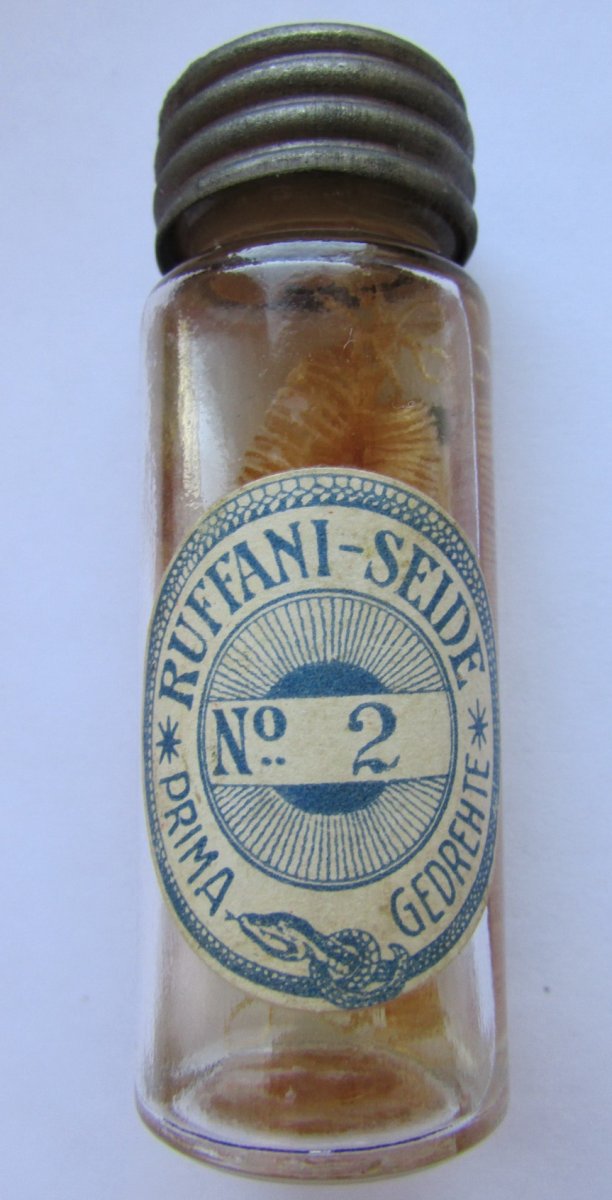 RUFFANI-SEIDE
No. 2
PRIMA GEDREHTE